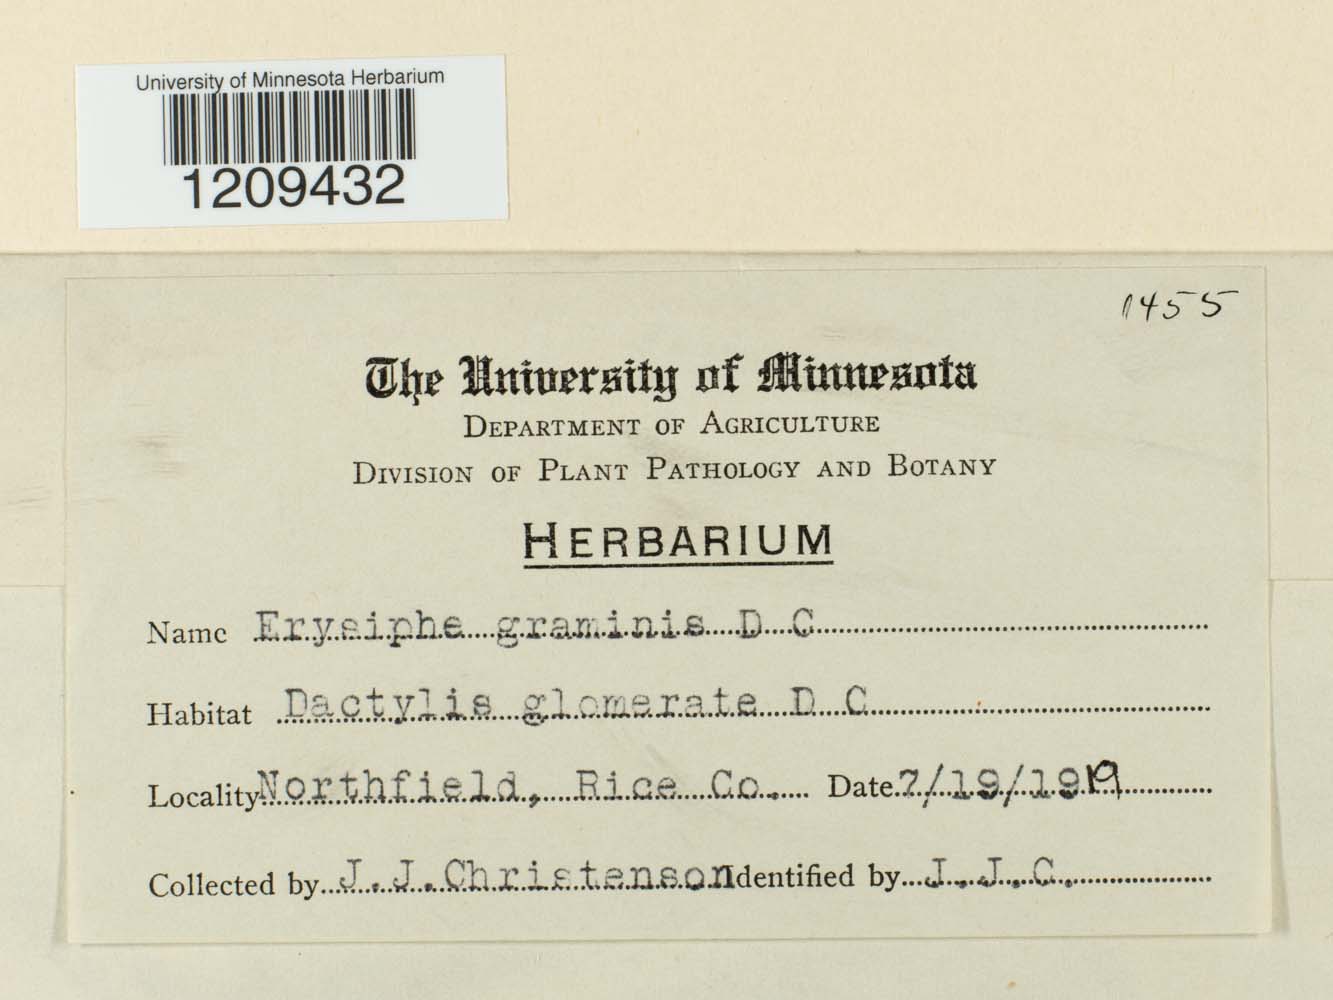 University of Minnesota Herbarium
1209432
1455
The University of Minnesota
Department of Agriculture
Division of Plant Pathology and Botany
HERBARIUM
Name Erysiphe graminis D C
Habitat Dactylis glomerate D C
Locality Northfield, Rice Co. Date 7/19/1919
Collected by J.J.Christenson Identified by J.J.C.